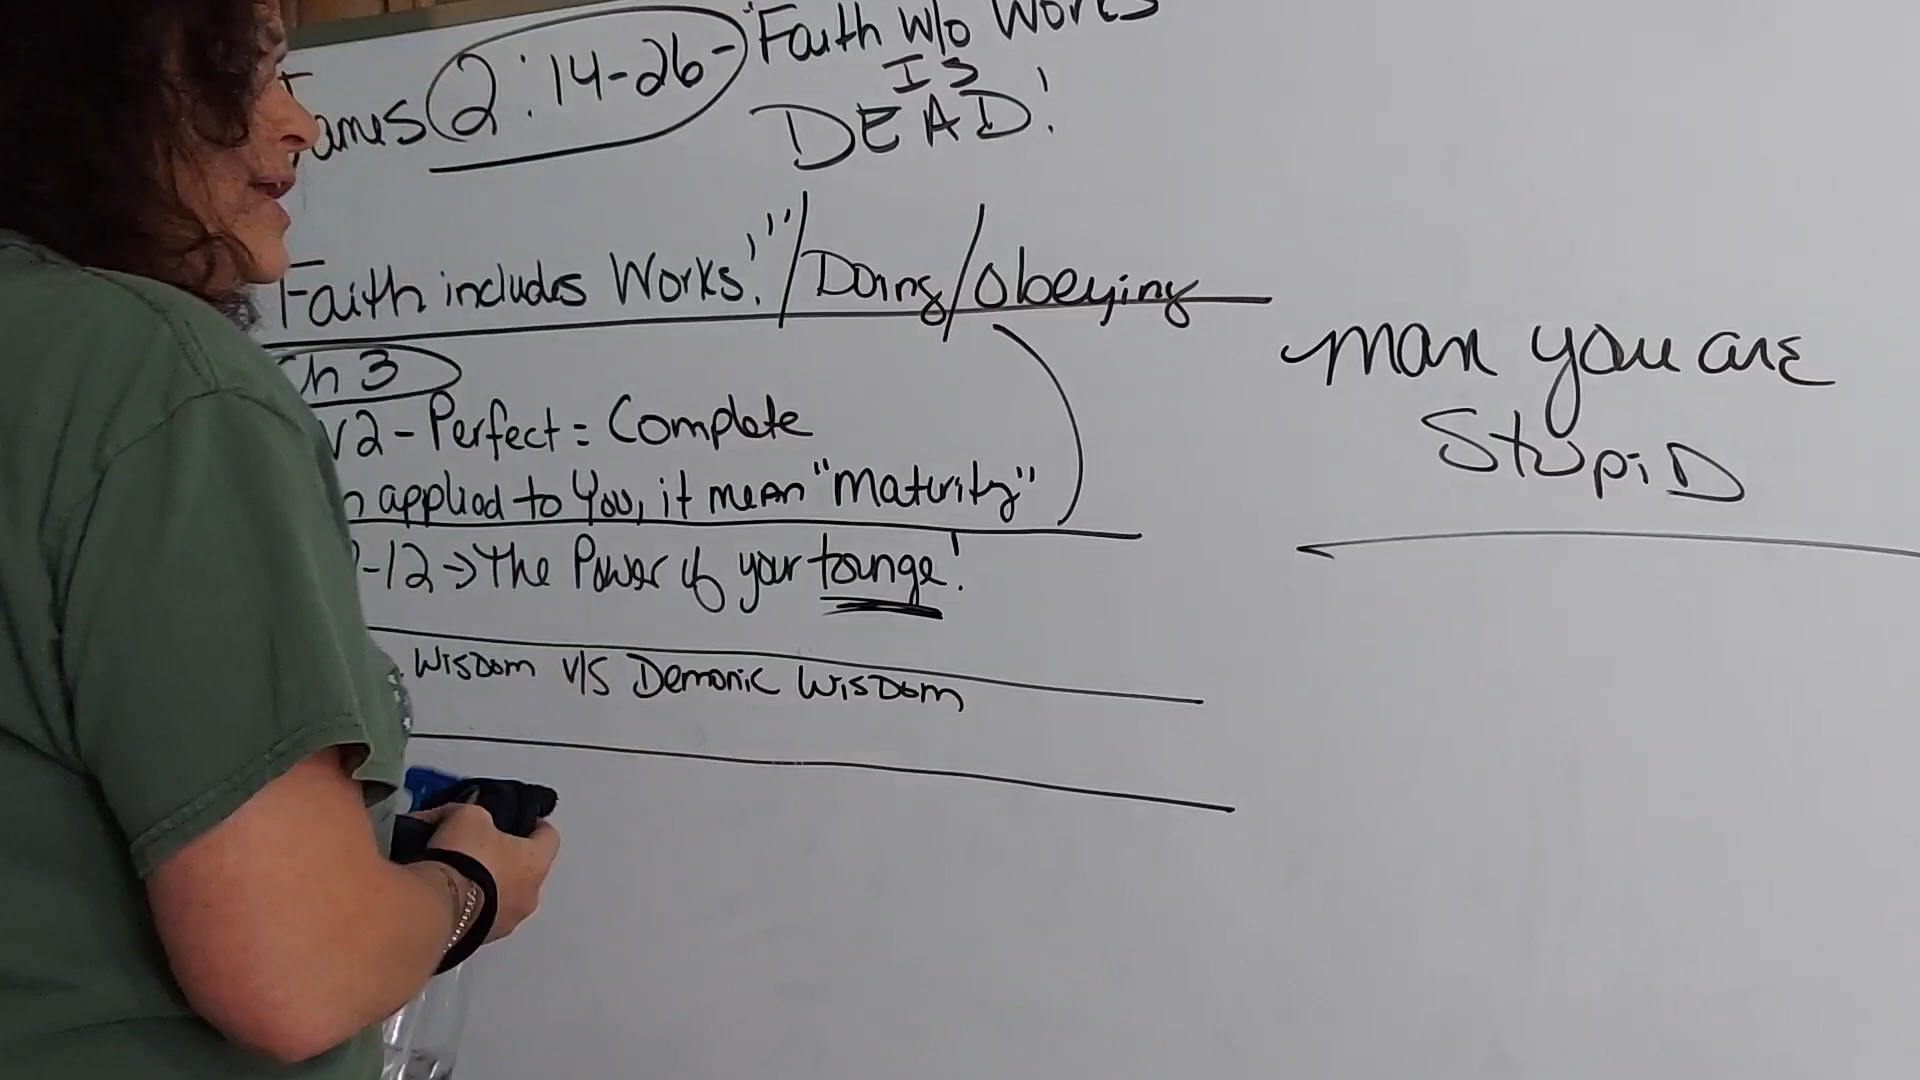 James 2:14-26 - "Faith w/o Works
IS
DEAD!
Faith includes Works!"/Doing/Obeying
Ch 3
V2 - Perfect = Complete
applied to You, it mean "Maturity"
-12 -> The Power of your tounge!
Wisdom v/s Demonic Wisdom
man you are
StupiD